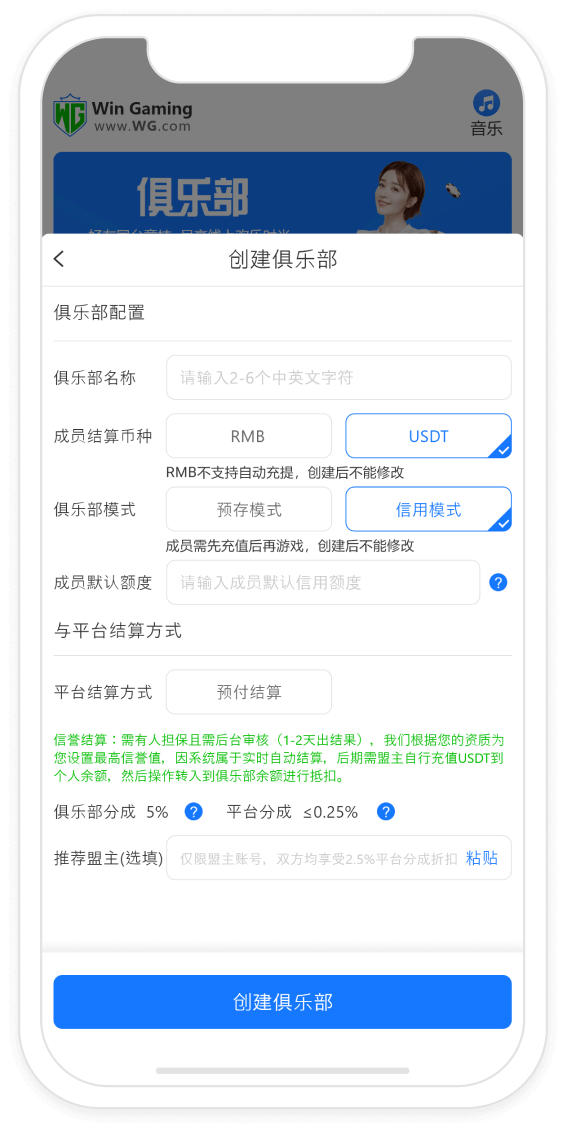 Win Gaming
www.WG.com
音乐
俱乐部
创建俱乐部
俱乐部配置
俱乐部名称 请输入2-6个中英文字符
成员结算币种 RMB USDT
RMB不支持自动充提，创建后不能修改
俱乐部模式 预存模式 信用模式
成员需先充值后再游戏，创建后不能修改
成员默认额度 请输入成员默认信用额度 ?
与平台结算方式
平台结算方式 预付结算
信誉结算：需有人担保且需后台审核（1-2天出结果），我们根据您的资质为
您设置最高信誉值，因系统属于实时自动结算，后期需盟主自行充值USDT到
个人余额，然后操作转入到俱乐部余额进行抵扣。
俱乐部分成 5% ? 平台分成 ≤0.25% ?
推荐盟主(选填) 仅限盟主账号，双方均享受2.5%平台分成折扣 粘贴
创建俱乐部